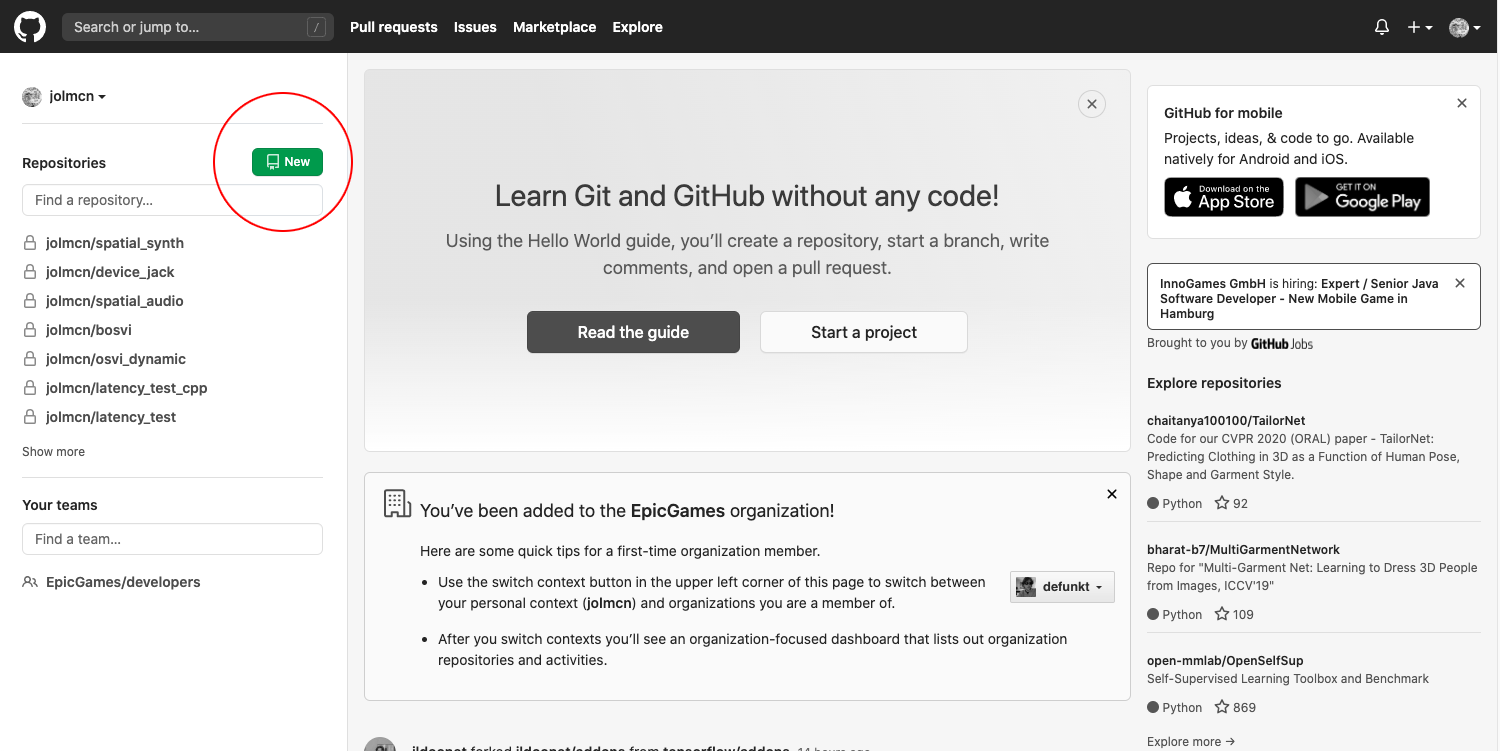 Search or jump to...
/
Pull requests
Issues
Marketplace
Explore
jolmcn
Repositories
New
Find a repository...
jolmcn/spatial_synth
jolmcn/device_jack
jolmcn/spatial_audio
jolmcn/bosvi
jolmcn/osvi_dynamic
jolmcn/latency_test_cpp
jolmcn/latency_test
Show more
Your teams
Find a team...
EpicGames/developers
Learn Git and GitHub without any code!
Using the Hello World guide, you’ll create a repository, start a branch, write
comments, and open a pull request.
Read the guide
Start a project
You’ve been added to the EpicGames organization!
Here are some quick tips for a first-time organization member.
• Use the switch context button in the upper left corner of this page to switch between
your personal context (jolmcn) and organizations you are a member of.
defunkt
• After you switch contexts you’ll see an organization-focused dashboard that lists out organization
repositories and activities.
forked from tensorflow/addons 14 hours ago
GitHub for mobile
Projects, ideas, & code to go. Available
natively for Android and iOS.
Download on the
App Store
GET IT ON
Google Play
InnoGames GmbH is hiring: Expert / Senior Java
Software Developer - New Mobile Game in
Hamburg
Brought to you by GitHub Jobs
Explore repositories
chaitanya100100/TailorNet
Code for our CVPR 2020 (ORAL) paper - TailorNet:
Predicting Clothing in 3D as a Function of Human Pose,
Shape and Garment Style.
Python 92
bharat-b7/MultiGarmentNetwork
Repo for "Multi-Garment Net: Learning to Dress 3D People
from Images, ICCV'19"
Python 109
open-mmlab/OpenSelfSup
Self-Supervised Learning Toolbox and Benchmark
Python 869
Explore more →